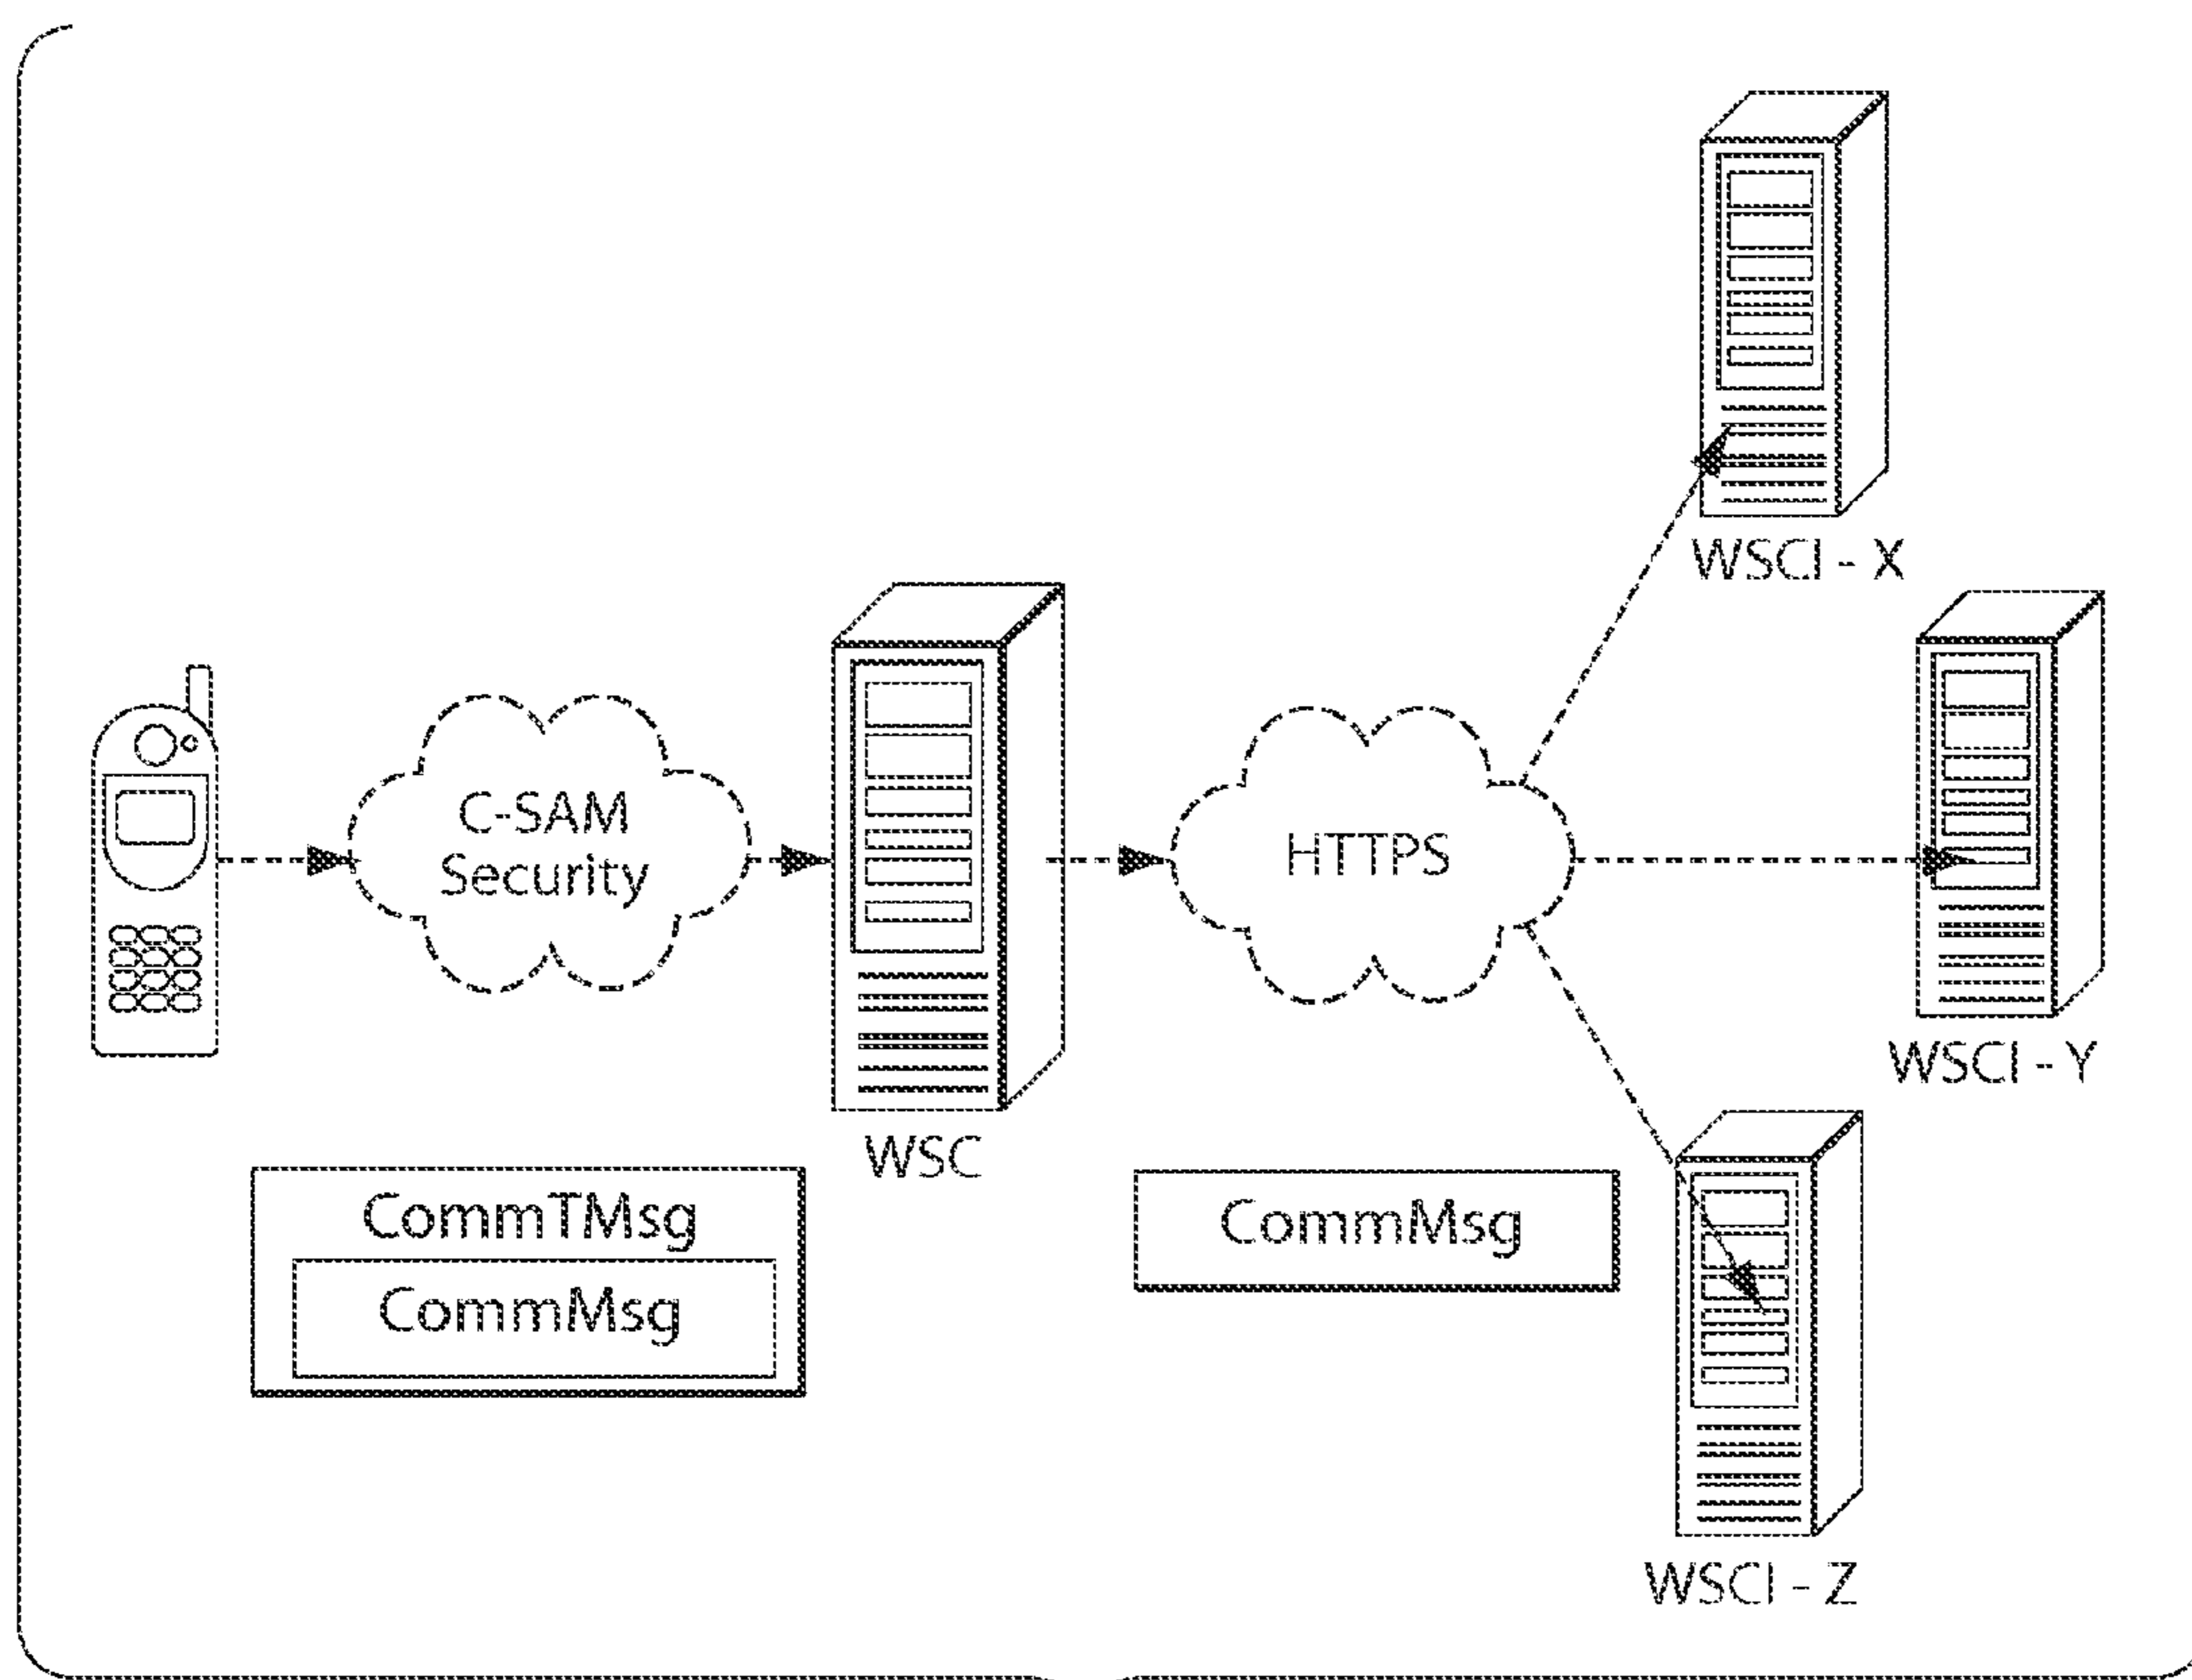 WSCI - X
C-SAM
Security
HTTPS
WSCI - Y
WSC
CommTMsg
CommMsg
CommMsg
WSCI - Z